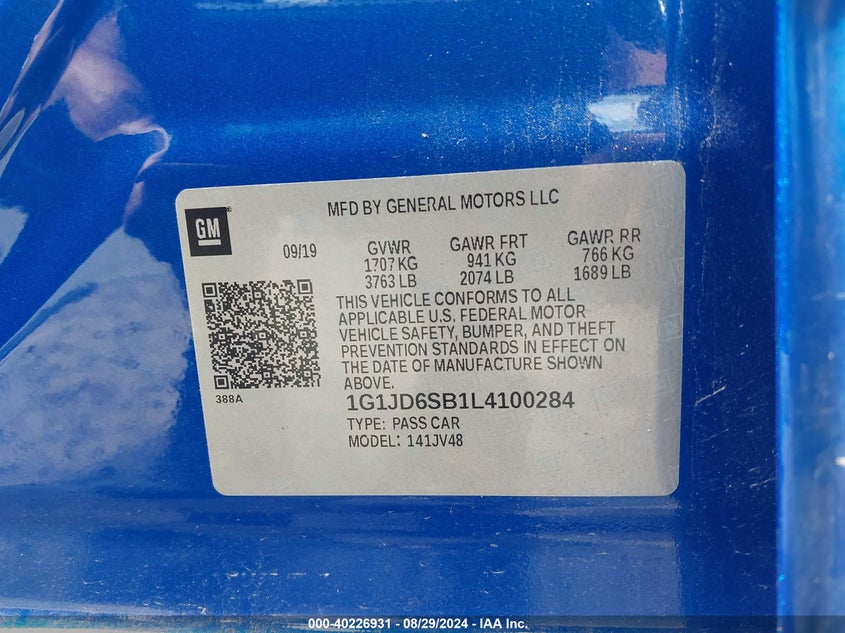 GM
MFD BY GENERAL MOTORS LLC
09/19 GVWR GAWR FRT GAWR RR
1707 KG 941 KG 766 KG
3763 LB 2074 LB 1689 LB
THIS VEHICLE CONFORMS TO ALL
APPLICABLE U.S. FEDERAL MOTOR
VEHICLE SAFETY, BUMPER, AND THEFT
PREVENTION STANDARDS IN EFFECT ON
THE DATE OF MANUFACTURE SHOWN
ABOVE.
388A
1G1JD6SB1L4100284
TYPE: PASS CAR
MODEL: 141JV48
000-40226931 - 08/29/2024 - IAA Inc.